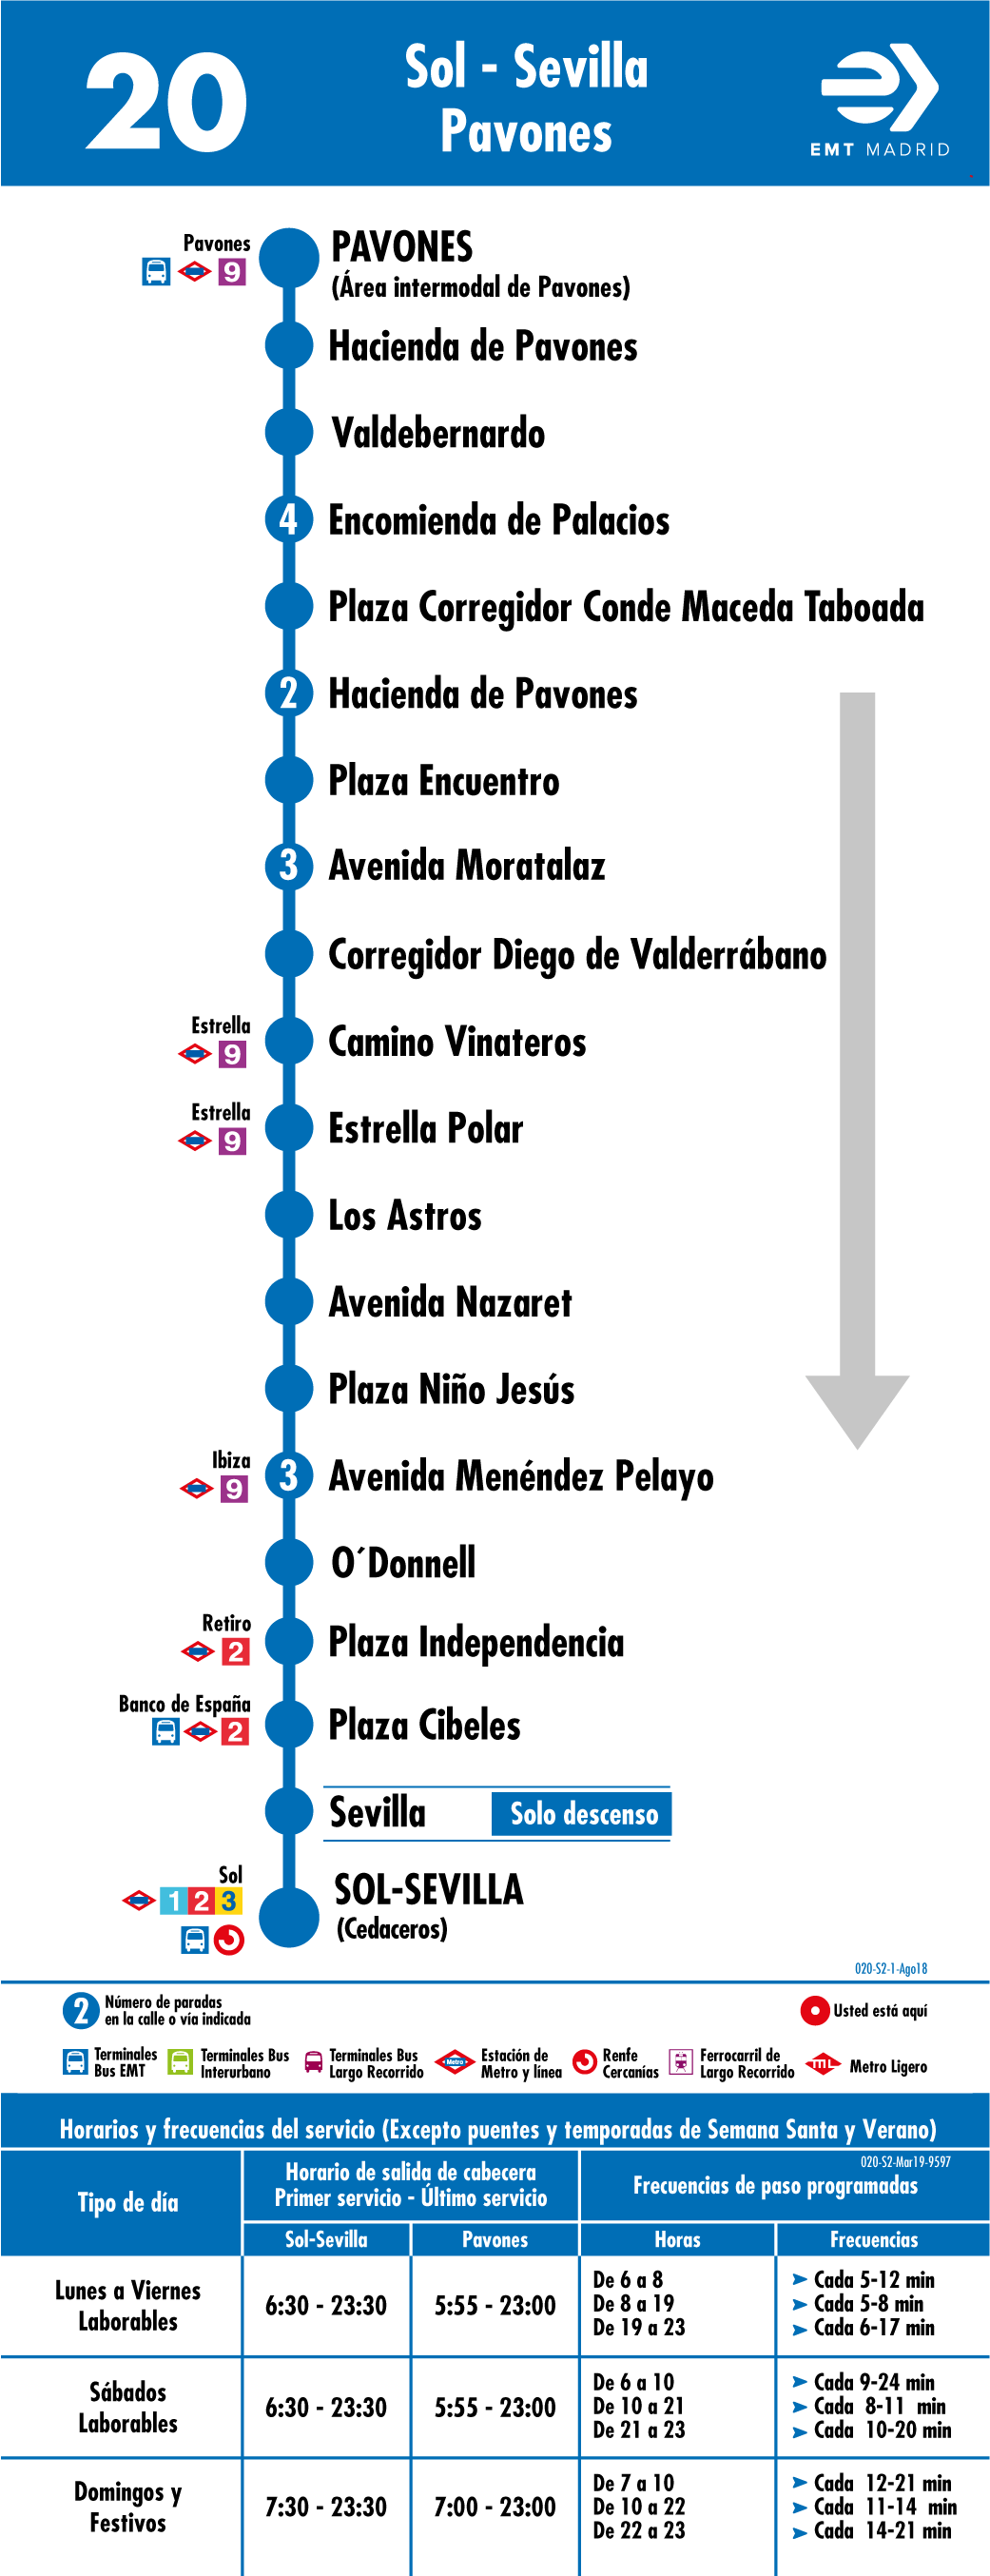 20
Sol - Sevilla
Pavones
EMT MADRID
Pavones
9
PAVONES
(Área intermodal de Pavones)
Hacienda de Pavones
Valdebernardo
4 Encomienda de Palacios
Plaza Corregidor Conde Maceda Taboada
2 Hacienda de Pavones
Plaza Encuentro
3 Avenida Moratalaz
Corregidor Diego de Valderrábano
Estrella
9
Camino Vinateros
Estrella
9
Estrella Polar
Los Astros
Avenida Nazaret
Plaza Niño Jesús
Ibiza
9
3 Avenida Menéndez Pelayo
O´Donnell
Retiro
2
Plaza Independencia
Banco de España
2
Plaza Cibeles
Sevilla Solo descenso
Sol
1 2 3
SOL-SEVILLA
(Cedaceros)
020-S2-1-Ago18
2 Número de paradas
en la calle o vía indicada
Usted está aquí
Terminales
Bus EMT
Terminales Bus
Interurbano
Terminales Bus
Largo Recorrido
Metro
Estación de
Metro y línea
Renfe
Cercanías
Ferrocarril de
Largo Recorrido
ML
Metro Ligero
Horarios y frecuencias del servicio (Excepto puentes y temporadas de Semana Santa y Verano)
020-S2-Mar19-9597
Tipo de día
Horario de salida de cabecera
Primer servicio - Último servicio
Frecuencias de paso programadas
Sol-Sevilla Pavones Horas Frecuencias
Lunes a Viernes
Laborables
6:30 - 23:30 5:55 - 23:00
De 6 a 8 Cada 5-12 min
De 8 a 19 Cada 5-8 min
De 19 a 23 Cada 6-17 min
Sábados
Laborables
6:30 - 23:30 5:55 - 23:00
De 6 a 10 Cada 9-24 min
De 10 a 21 Cada 8-11 min
De 21 a 23 Cada 10-20 min
Domingos y
Festivos
7:30 - 23:30 7:00 - 23:00
De 7 a 10 Cada 12-21 min
De 10 a 22 Cada 11-14 min
De 22 a 23 Cada 14-21 min